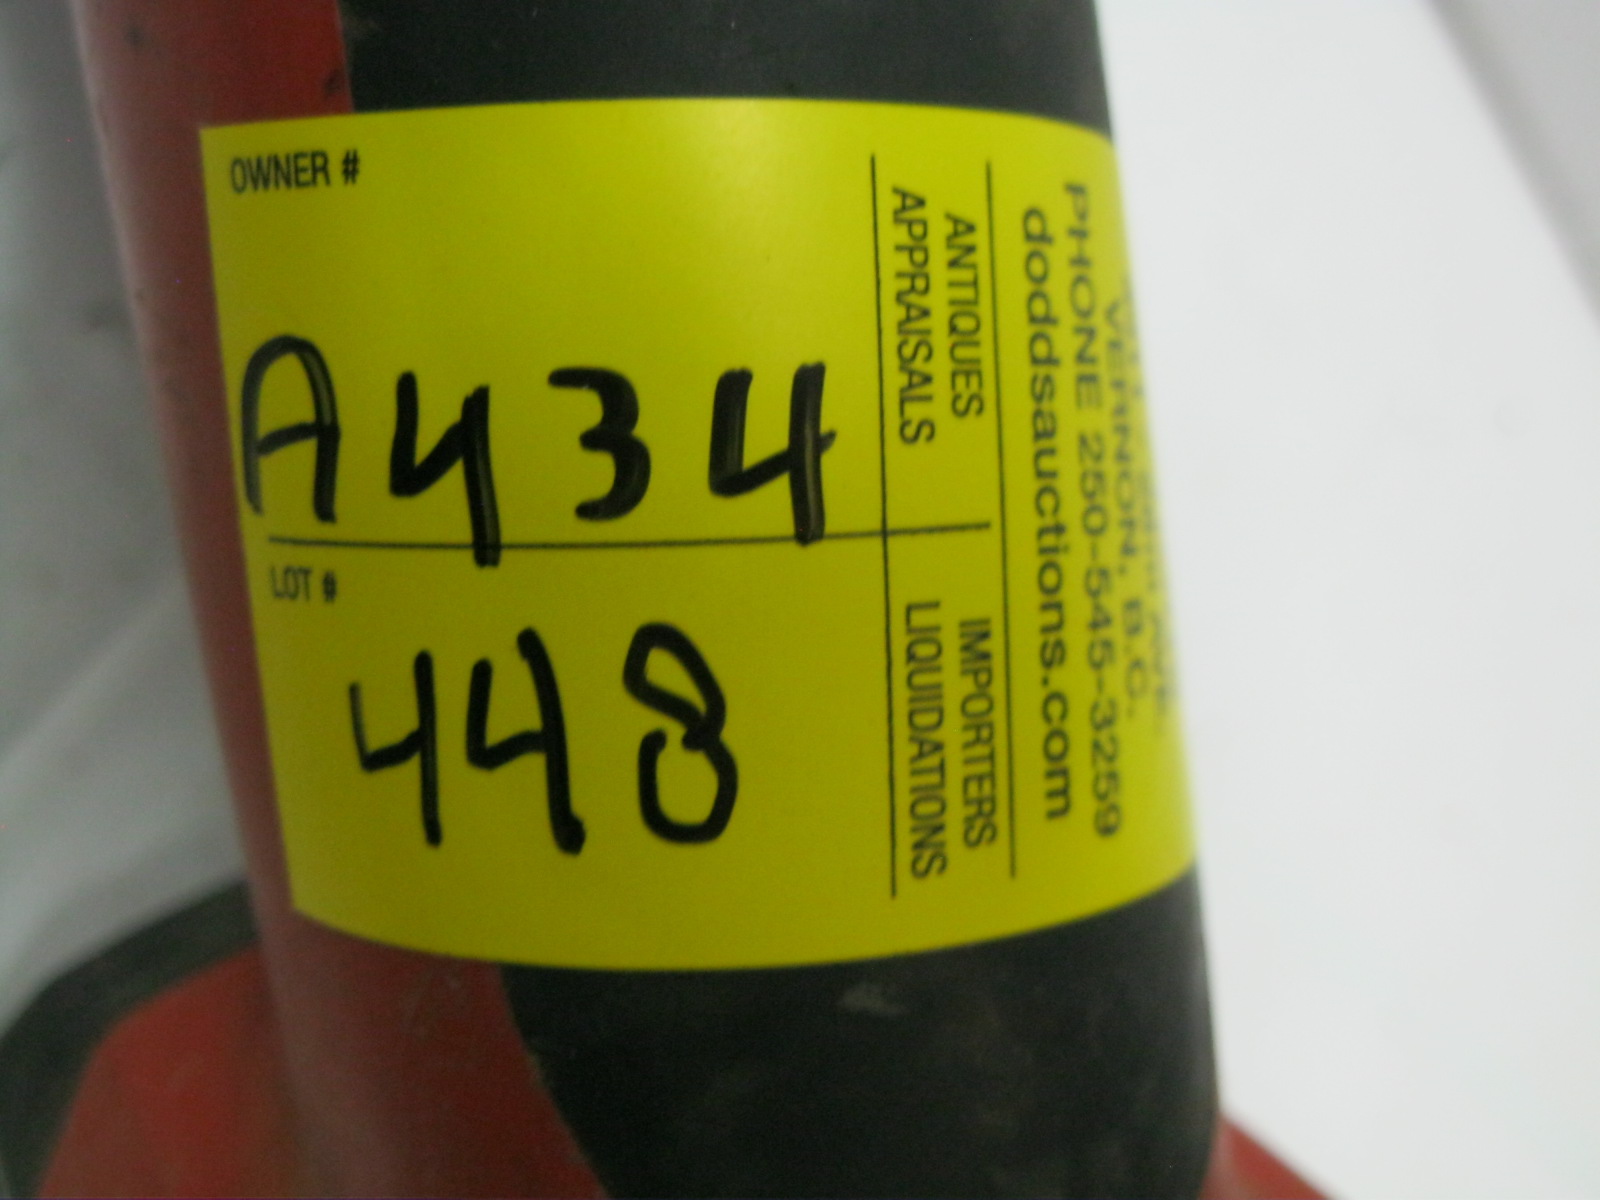 OWNER #
A434
LOT #
448
VERNON, B.C.
PHONE 250-545-3259
doddsauctions.com
ANTIQUES
APPRAISALS
IMPORTERS
LIQUIDATIONS